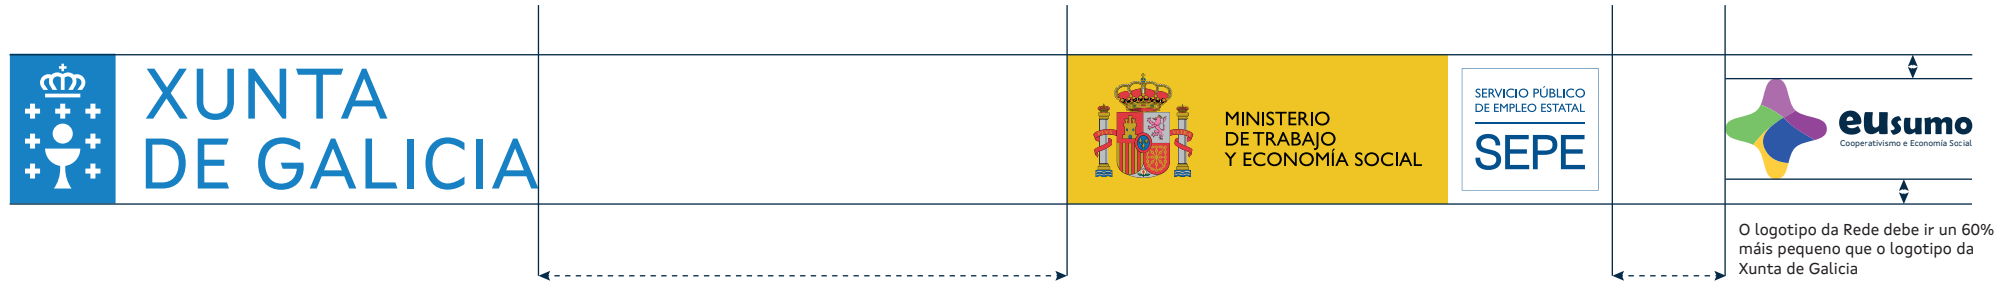 XUNTA
DE GALICIA
MINISTERIO
DE TRABAJO
Y ECONOMÍA SOCIAL
SERVICIO PÚBLICO
DE EMPLEO ESTATAL
SEPE
eusumo
Cooperativismo e Economía Social
O logotipo da Rede debe ir un 60%
máis pequeno que o logotipo da
Xunta de Galicia